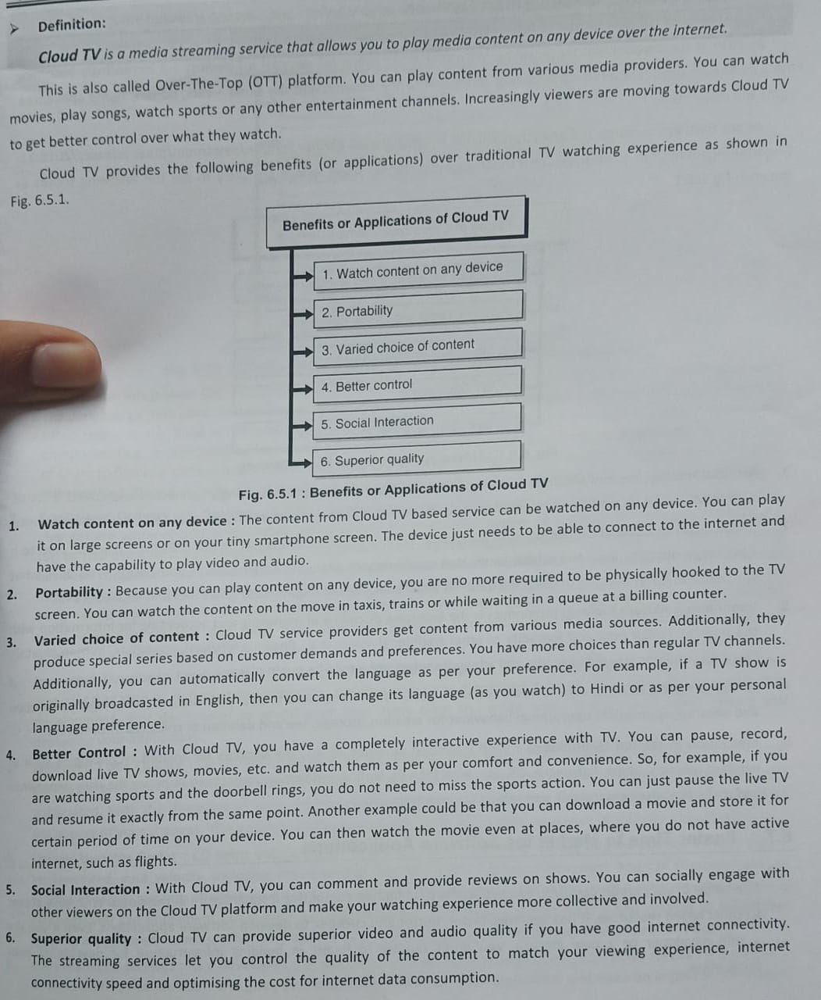 ➤ Definition:
Cloud TV is a media streaming service that allows you to play media content on any device over the internet.
This is also called Over-The-Top (OTT) platform. You can play content from various media providers. You can watch
movies, play songs, watch sports or any other entertainment channels. Increasingly viewers are moving towards Cloud TV
to get better control over what they watch.
Cloud TV provides the following benefits (or applications) over traditional TV watching experience as shown in
Fig. 6.5.1.
Benefits or Applications of Cloud TV
1. Watch content on any device
2. Portability
3. Varied choice of content
4. Better control
5. Social Interaction
6. Superior quality
Fig. 6.5.1 : Benefits or Applications of Cloud TV
1. Watch content on any device : The content from Cloud TV based service can be watched on any device. You can play
it on large screens or on your tiny smartphone screen. The device just needs to be able to connect to the internet and
have the capability to play video and audio.
2. Portability : Because you can play content on any device, you are no more required to be physically hooked to the TV
screen. You can watch the content on the move in taxis, trains or while waiting in a queue at a billing counter.
3. Varied choice of content : Cloud TV service providers get content from various media sources. Additionally, they
produce special series based on customer demands and preferences. You have more choices than regular TV channels.
Additionally, you can automatically convert the language as per your preference. For example, if a TV show is
originally broadcasted in English, then you can change its language (as you watch) to Hindi or as per your personal
language preference.
4. Better Control : With Cloud TV, you have a completely interactive experience with TV. You can pause, record,
download live TV shows, movies, etc. and watch them as per your comfort and convenience. So, for example, if you
are watching sports and the doorbell rings, you do not need to miss the sports action. You can just pause the live TV
and resume it exactly from the same point. Another example could be that you can download a movie and store it for
certain period of time on your device. You can then watch the movie even at places, where you do not have active
internet, such as flights.
5. Social Interaction : With Cloud TV, you can comment and provide reviews on shows. You can socially engage with
other viewers on the Cloud TV platform and make your watching experience more collective and involved.
6. Superior quality : Cloud TV can provide superior video and audio quality if you have good internet connectivity.
The streaming services let you control the quality of the content to match your viewing experience, internet
connectivity speed and optimising the cost for internet data consumption.